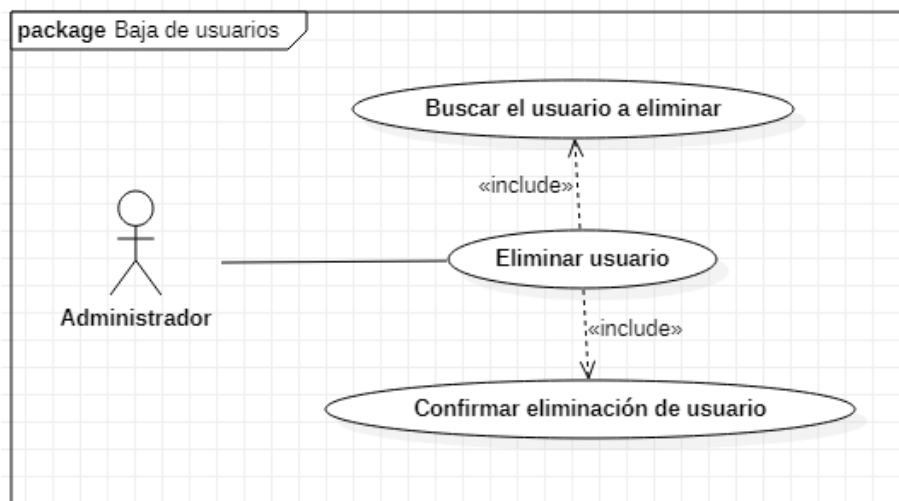 package Baja de usuarios
Buscar el usuario a eliminar
«include»
Eliminar usuario
Administrador
«include»
Confirmar eliminación de usuario